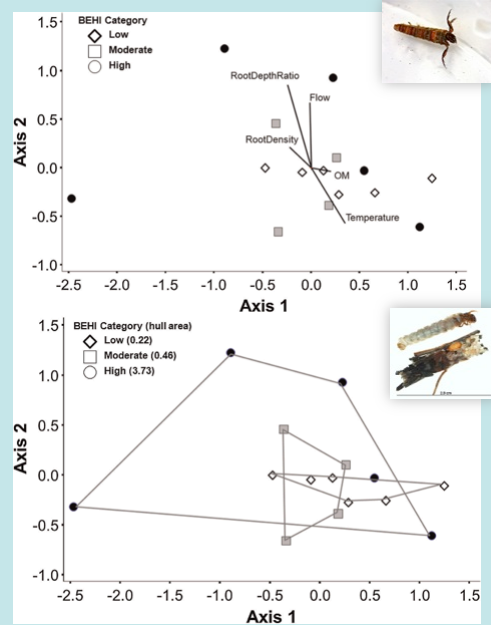 BEHI Category
Low
Moderate
High
1.5
1.0
0.5
0.0
-0.5
-1.0
Axis 2
RootDepthRatio
Flow
RootDensity
OM
Temperature
-2.5 -2.0 -1.5 -1.0 -0.5 0.0 0.5 1.0 1.5
Axis 1
BEHI Category (hull area)
Low (0.22)
Moderate (0.46)
High (3.73)
1.5
1.0
0.5
0.0
-0.5
-1.0
Axis 2
-2.5 -2.0 -1.5 -1.0 -0.5 0.0 0.5 1.0 1.5
Axis 1